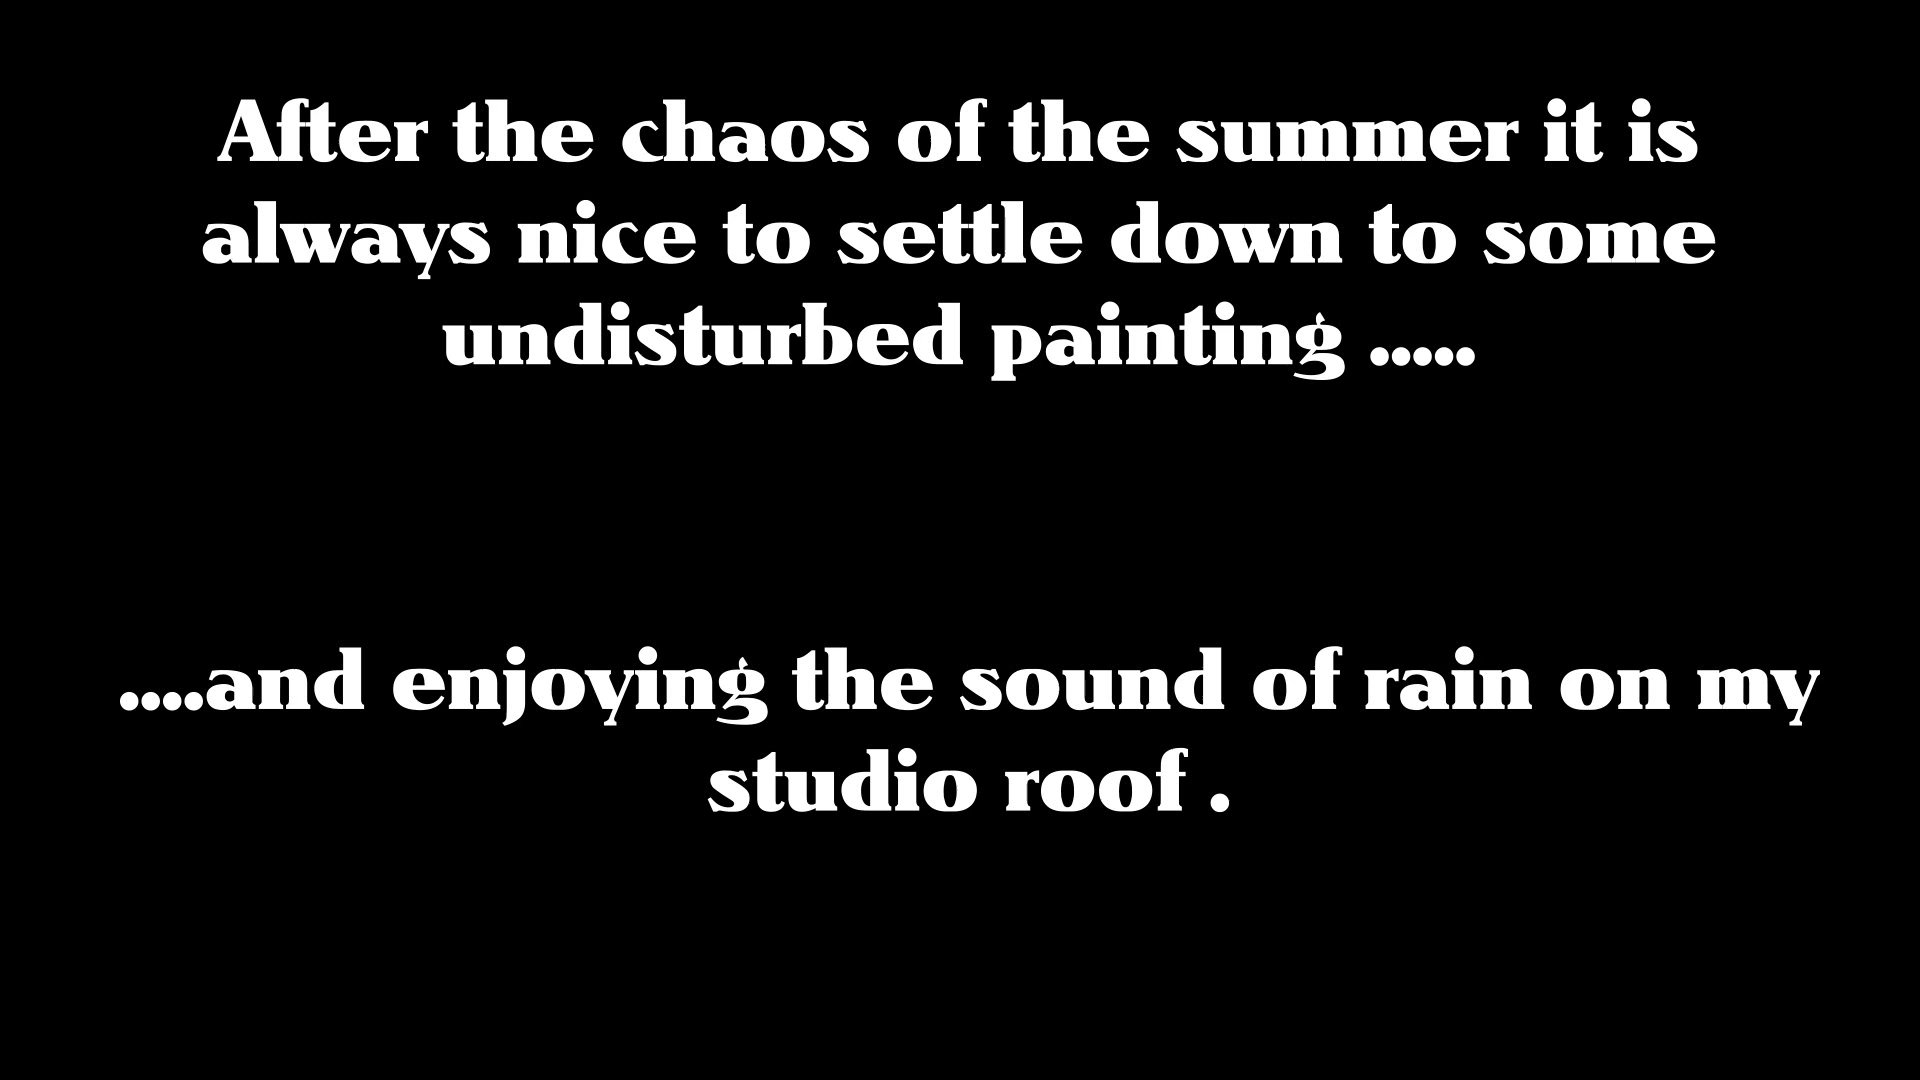 After the chaos of the summer it is
always nice to settle down to some
undisturbed painting .....
....and enjoying the sound of rain on my
studio roof .